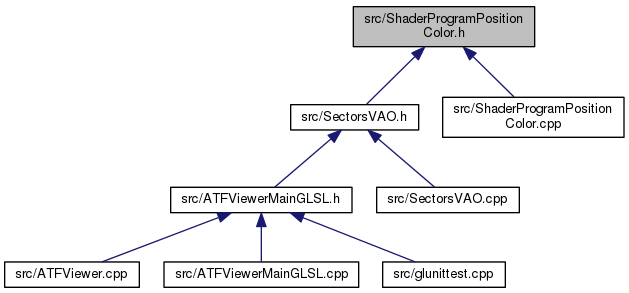 src/ShaderProgramPosition
Color.h
src/SectorsVAO.h
src/ShaderProgramPosition
Color.cpp
src/ATFViewerMainGLSL.h
src/SectorsVAO.cpp
src/ATFViewer.cpp
src/ATFViewerMainGLSL.cpp
src/glunittest.cpp